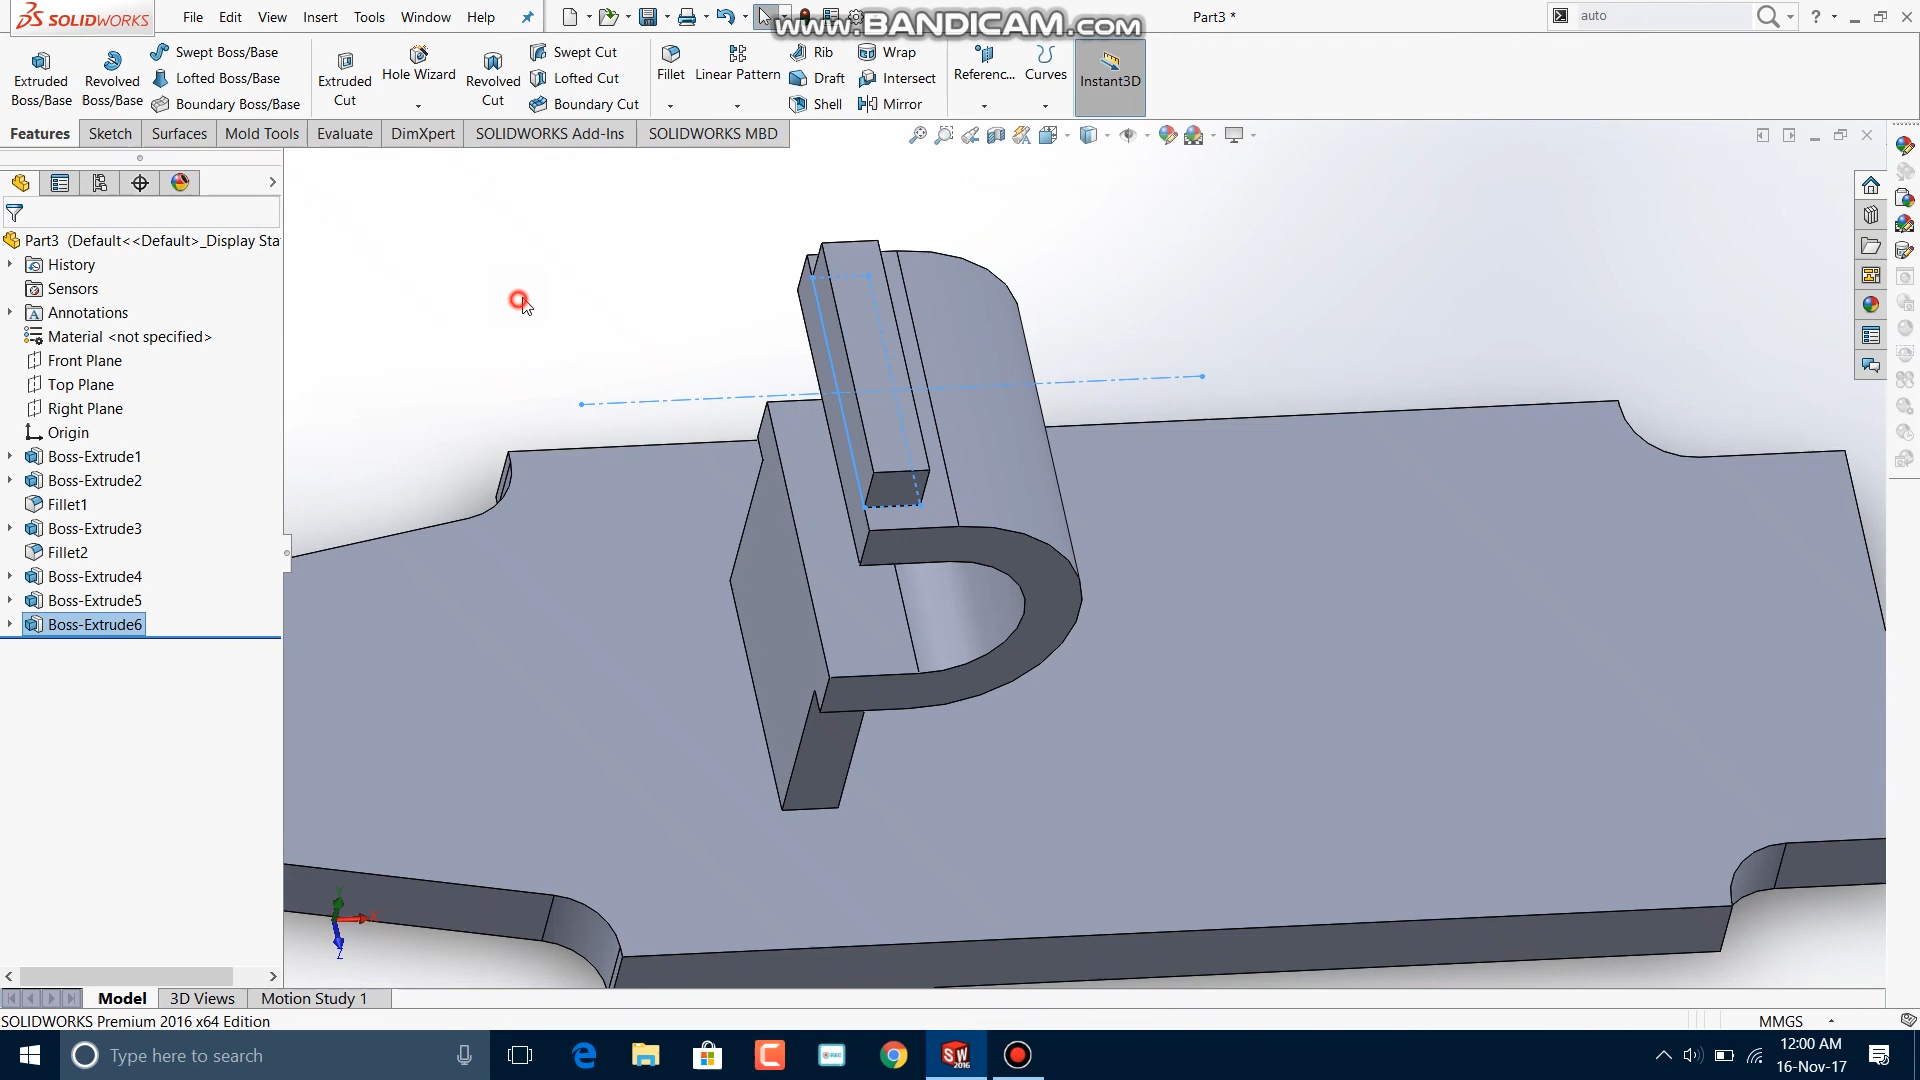 SOLIDWORKS
File Edit View Insert Tools Window Help
Part3 *
auto
www.BANDICAM.com
Extruded Boss/Base
Revolved Boss/Base
Swept Boss/Base
Lofted Boss/Base
Boundary Boss/Base
Extruded Cut
Hole Wizard
Revolved Cut
Swept Cut
Lofted Cut
Boundary Cut
Fillet
Linear Pattern
Rib
Draft
Shell
Wrap
Intersect
Mirror
Referenc...
Curves
Instant3D
Features Sketch Surfaces Mold Tools Evaluate DimXpert SOLIDWORKS Add-Ins SOLIDWORKS MBD
Part3 (Default<<Default>_Display Sta
History
Sensors
Annotations
Material <not specified>
Front Plane
Top Plane
Right Plane
Origin
Boss-Extrude1
Boss-Extrude2
Fillet1
Boss-Extrude3
Fillet2
Boss-Extrude4
Boss-Extrude5
Boss-Extrude6
Y
X
Z
Model 3D Views Motion Study 1
SOLIDWORKS Premium 2016 x64 Edition
MMGS
Type here to search
SW
2016
12:00 AM
16-Nov-17